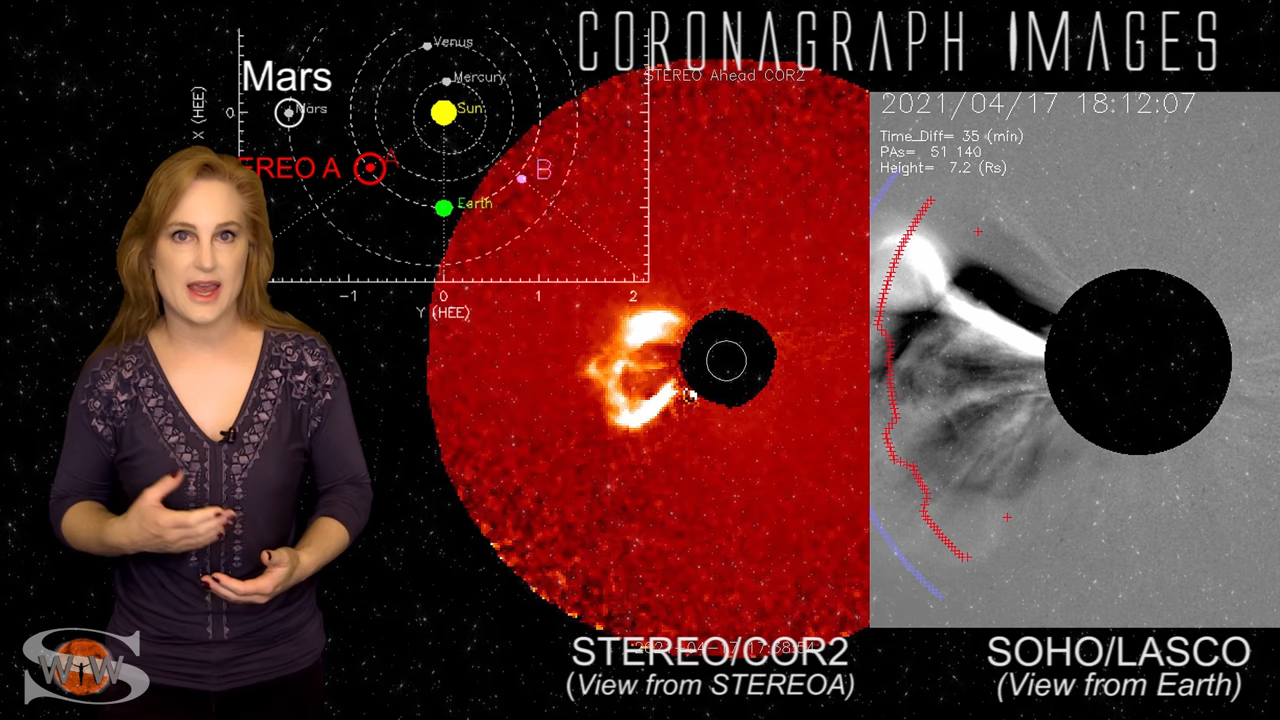 CORONAGRAPH IMAGES
Venus
Mercury
Mars
Mars
Sun
X (HEE)
0
EREO A
A
B
Earth
-1
0
1
2
Y (HEE)
STEREO Ahead COR2
2021/04/17 18:12:07
Time_Diff= 35 (min)
PAs= 51 140
Height= 7.2 (Rs)
STEREO/COR2
(View from STEREOA)
SOHO/LASCO
(View from Earth)
S
WTW